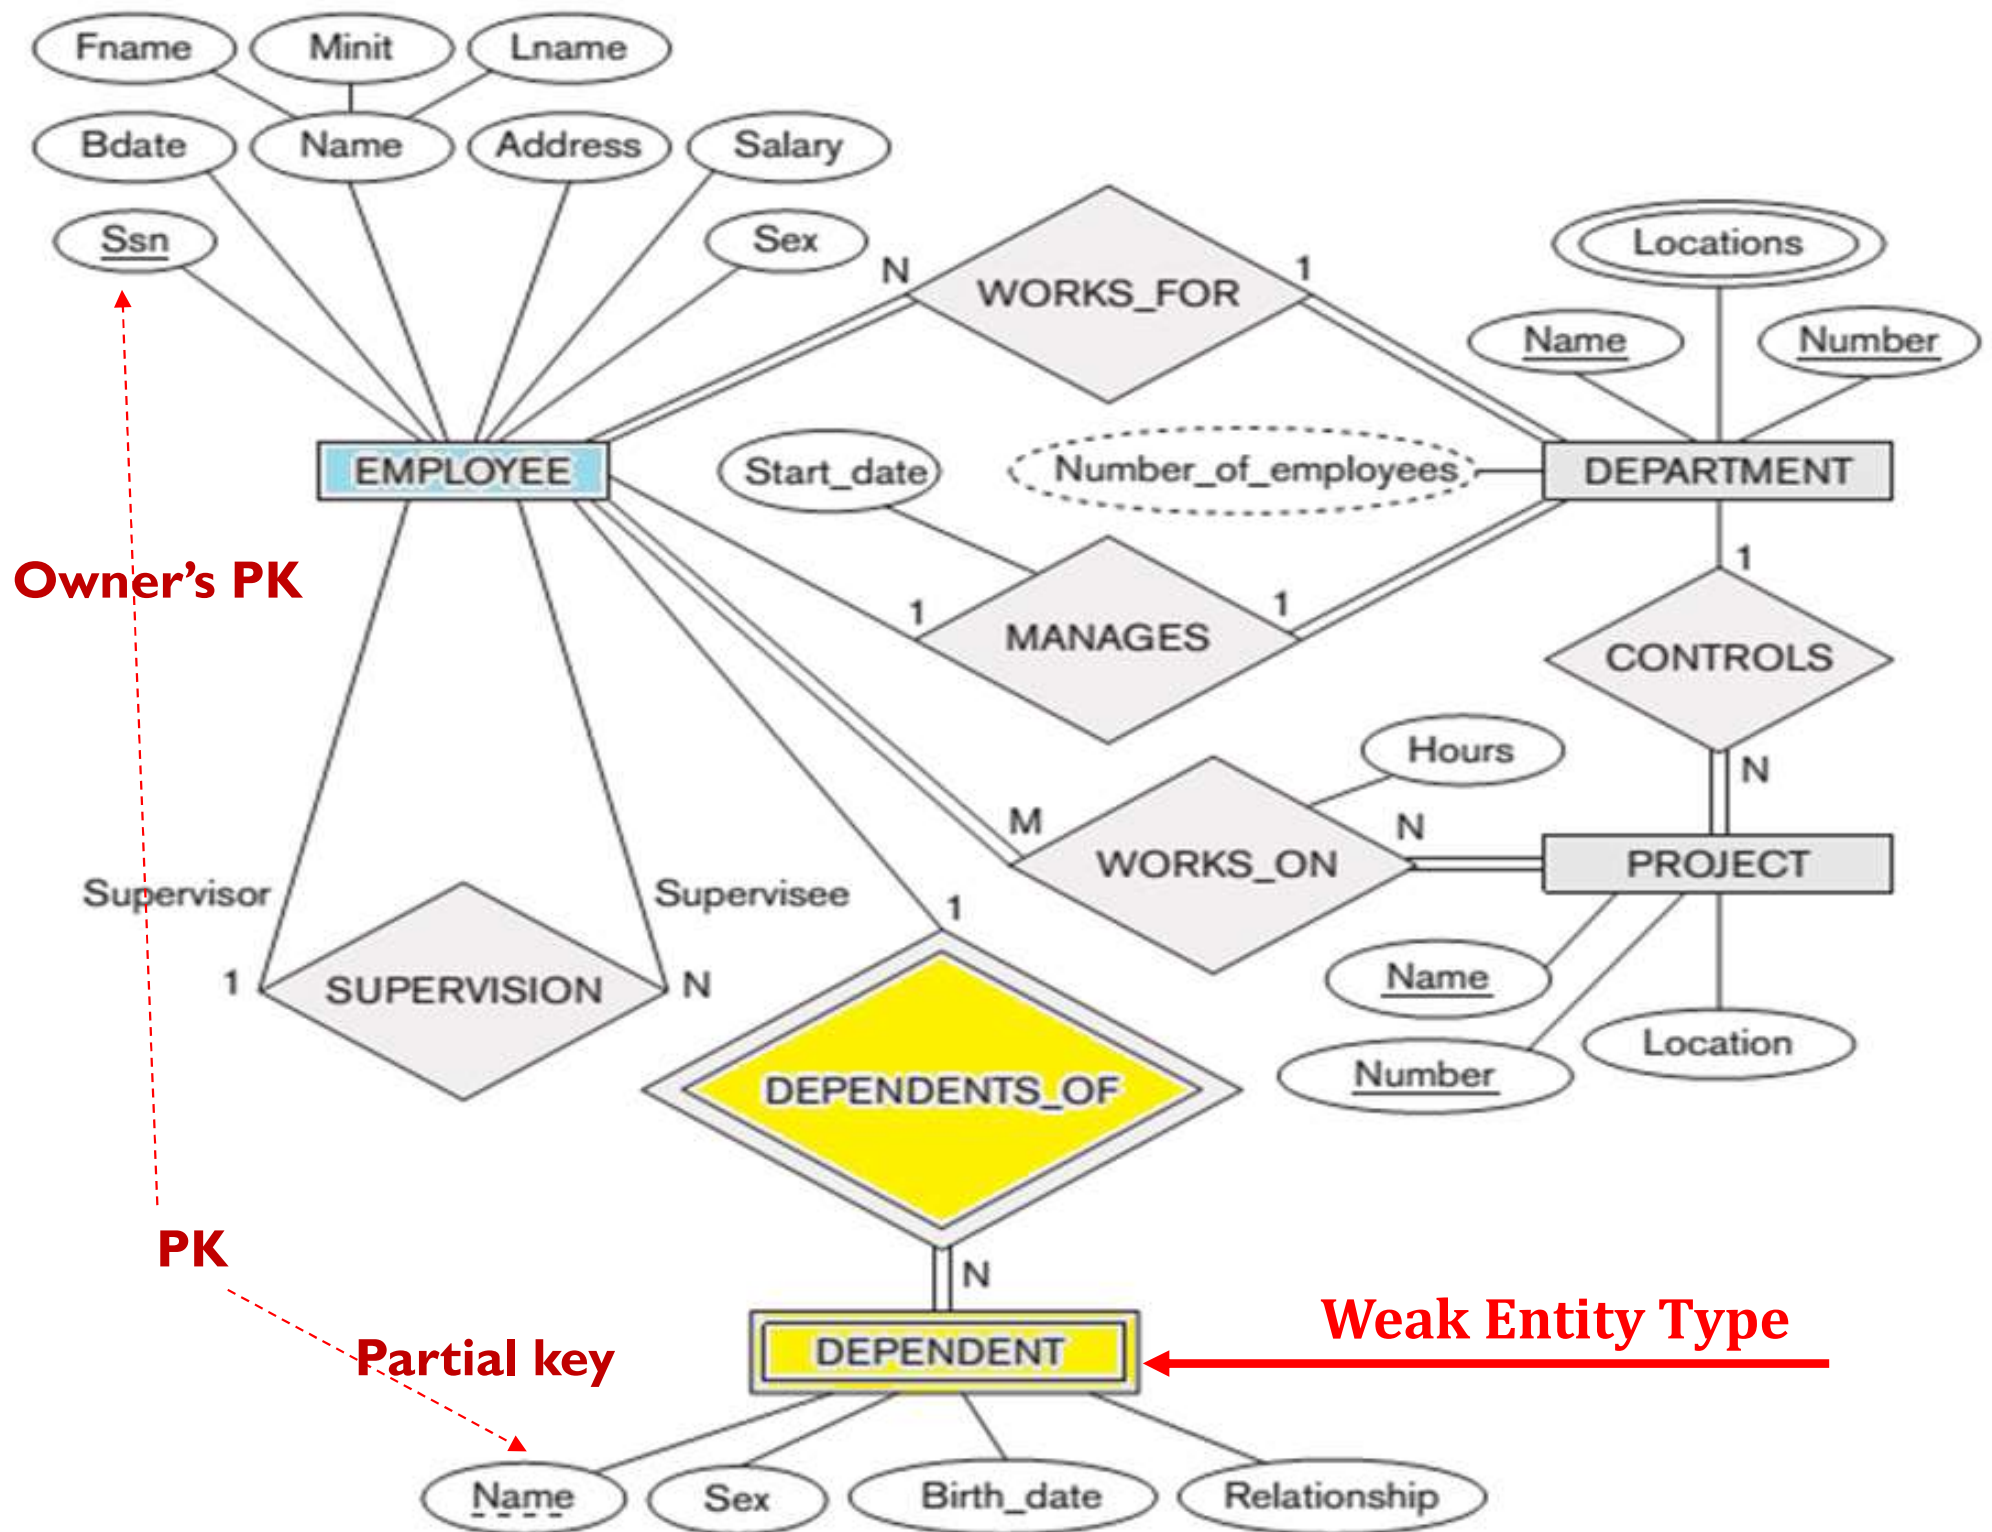 Fname Minit Lname
Bdate Name Address Salary
Ssn Sex
N WORKS_FOR 1
Locations
Name Number
EMPLOYEE
Start_date
Number_of_employees
DEPARTMENT
Owner's PK
1 MANAGES 1
1
CONTROLS
N
Hours
M WORKS_ON N
PROJECT
Supervisor Supervisee
1 SUPERVISION N
1
Name
Number
Location
DEPENDENTS_OF
PK
N
Weak Entity Type
Partial key
DEPENDENT
Name Sex Birth_date Relationship